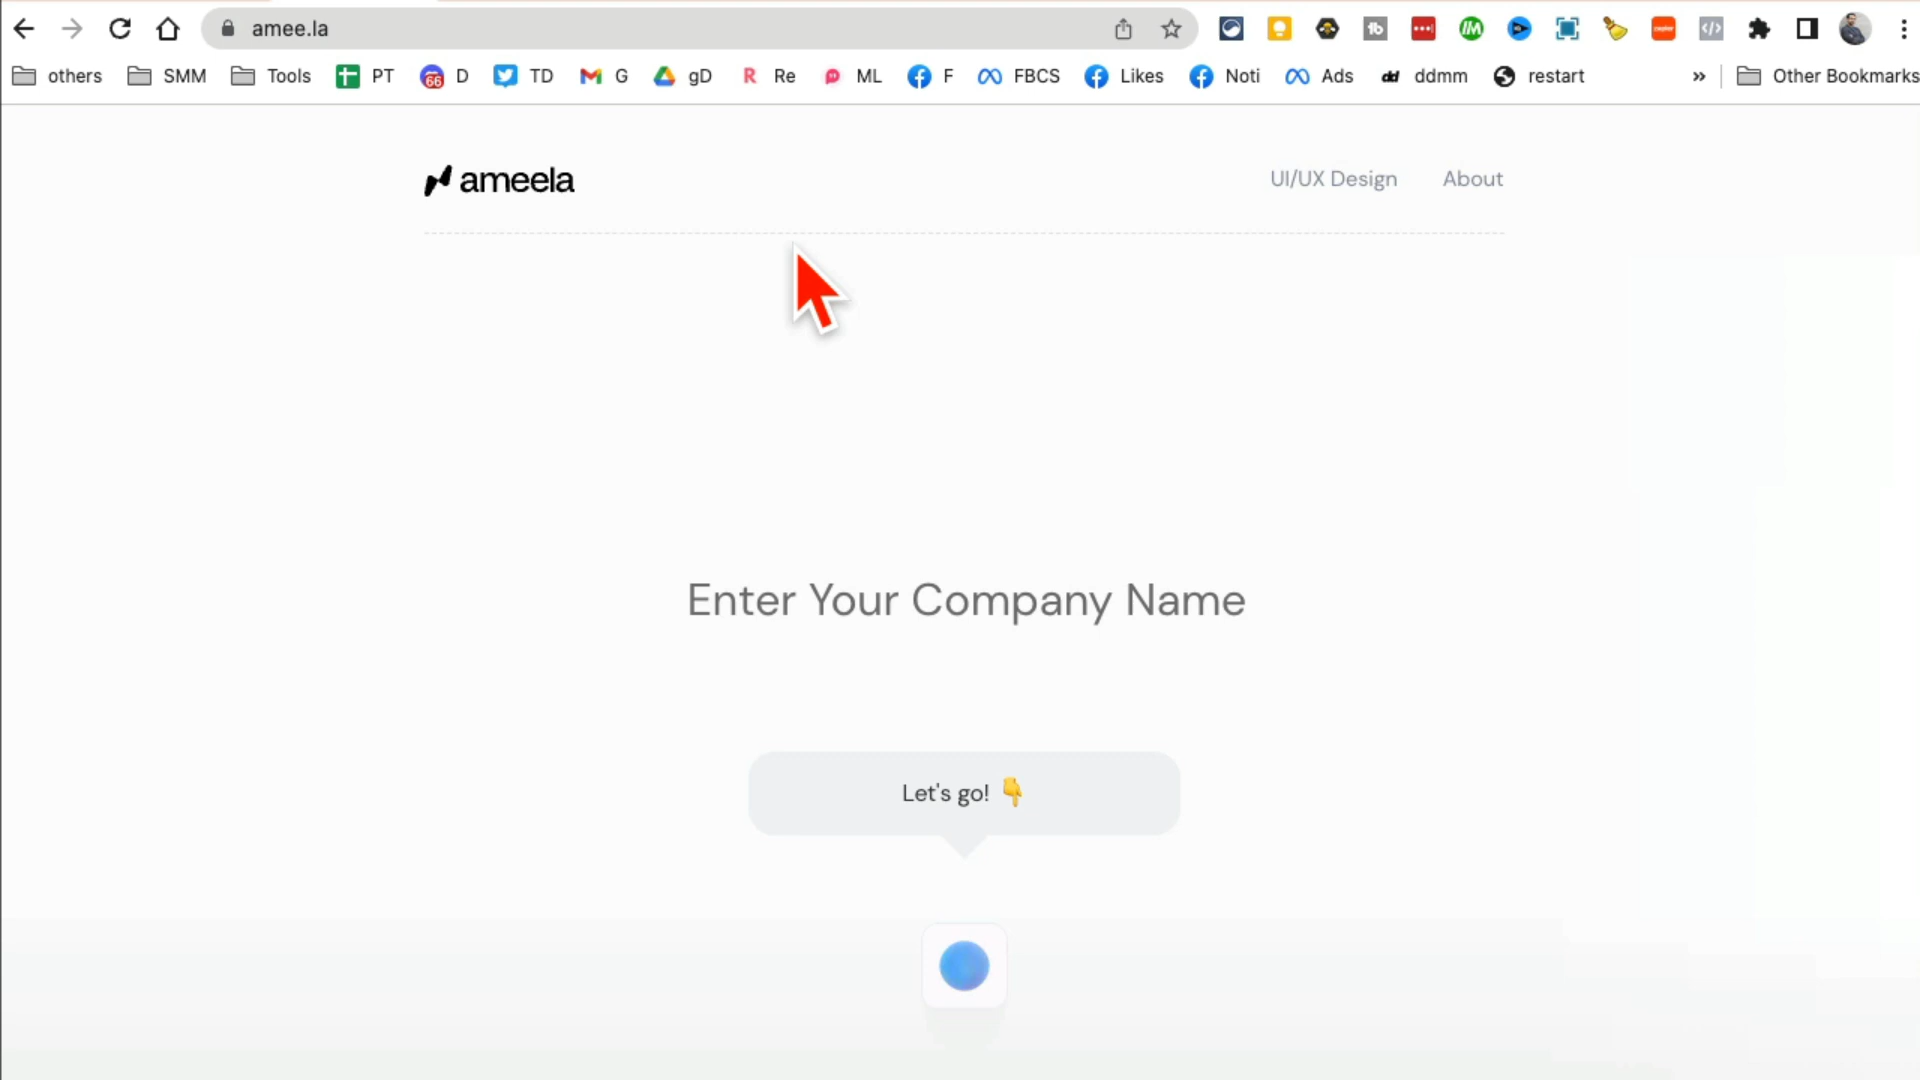 amee.la
others SMM Tools PT D TD G gD Re ML F FBCS Likes Noti Ads ddmm restart » Other Bookmarks
ameela UI/UX Design About
Enter Your Company Name
Let's go! 👇